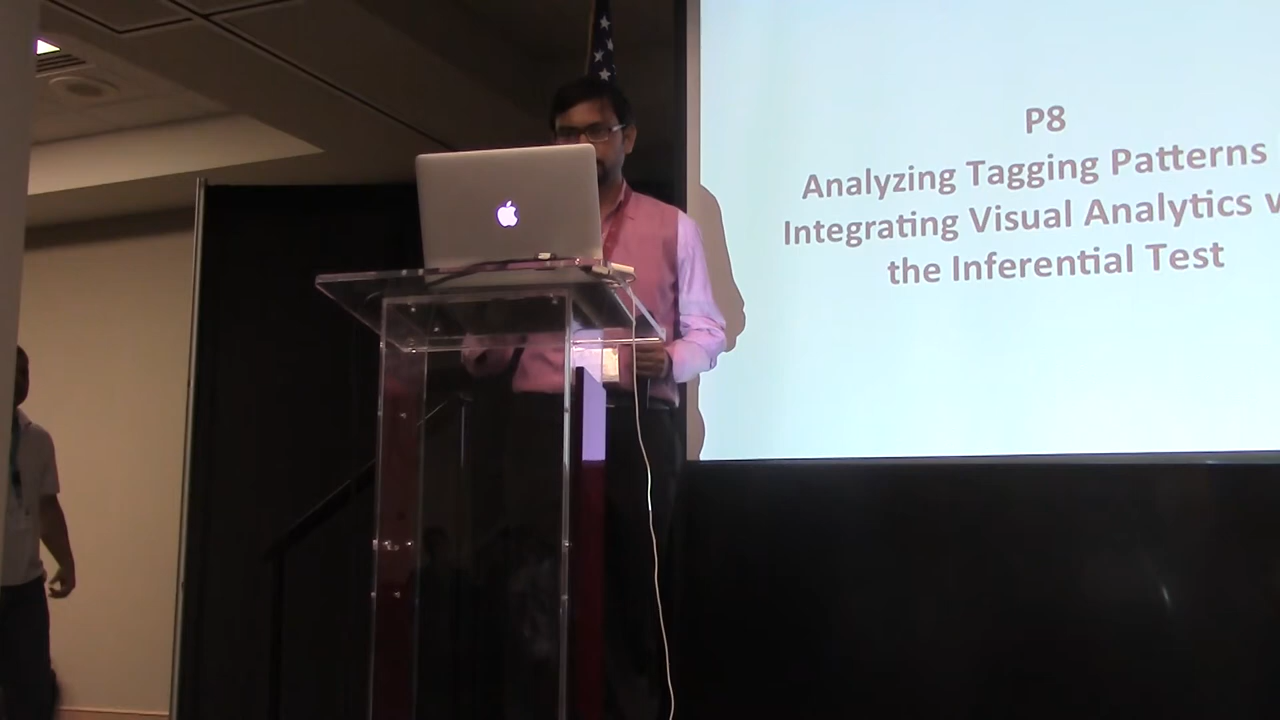 P8
Analyzing Tagging Patterns
Integrating Visual Analytics
the Inferential Test